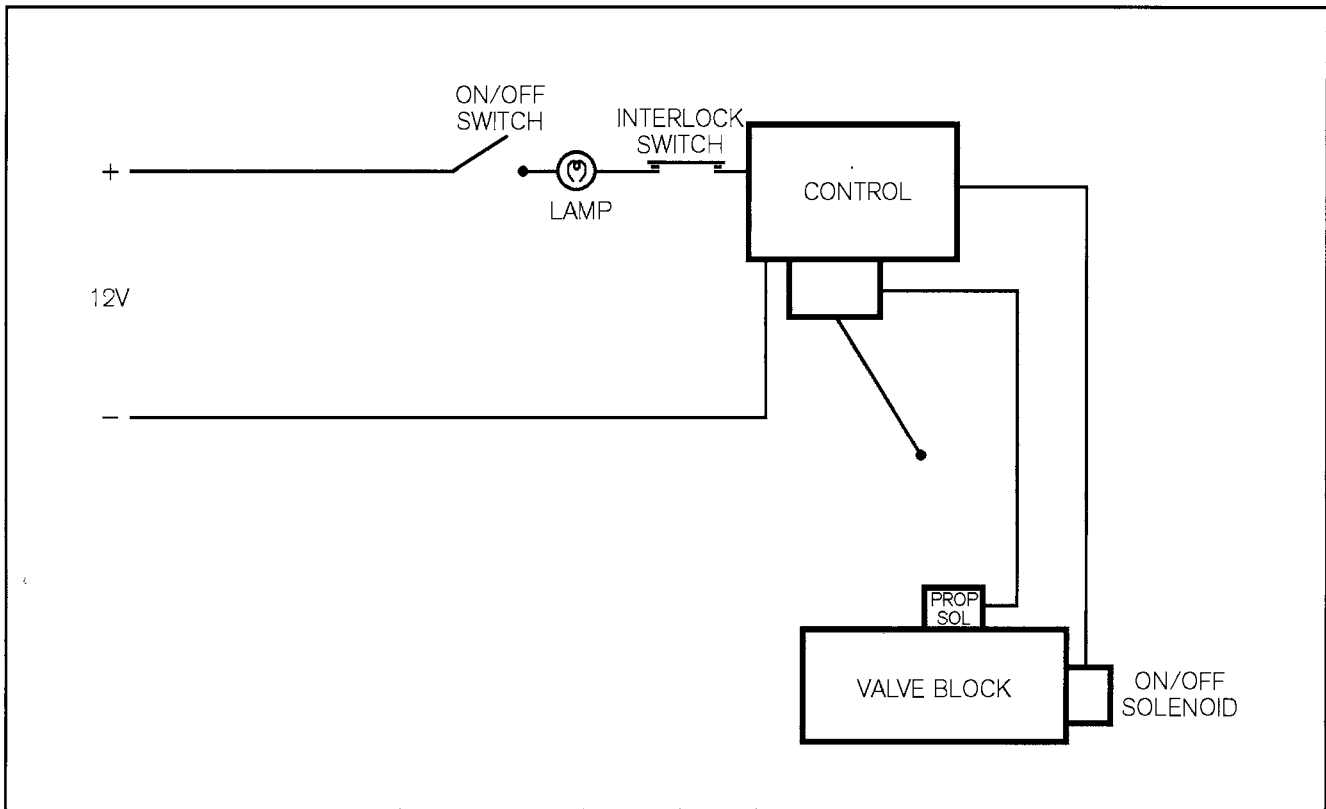 ON/OFF
SWITCH
INTERLOCK
SWITCH
+
LAMP
CONTROL
12V
−
PROP
SOL
VALVE BLOCK
ON/OFF
SOLENOID